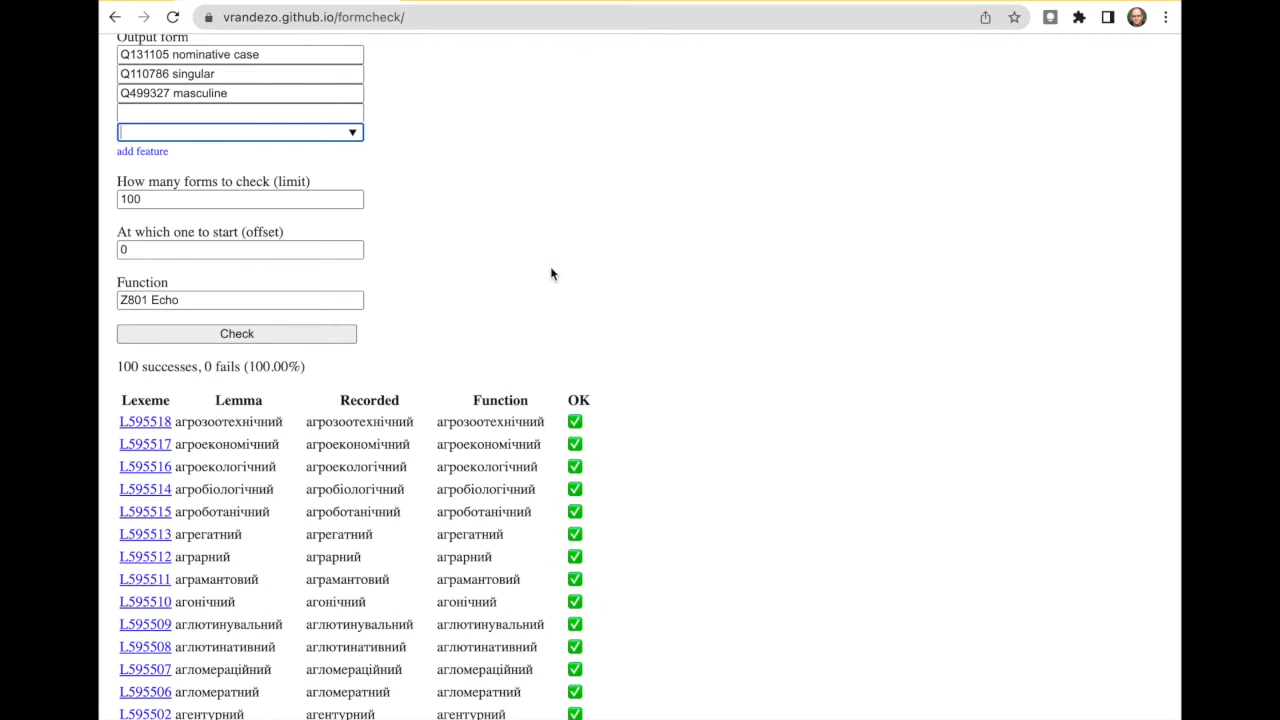 vrandezo.github.io/formcheck/
Output form
Q131105 nominative case
Q110786 singular
Q499327 masculine
add feature
How many forms to check (limit)
100
At which one to start (offset)
0
Function
Z801 Echo
Check
100 successes, 0 fails (100.00%)
Lexeme Lemma Recorded Function OK
L595518 агрозоотехнічний агрозоотехнічний агрозоотехнічний
L595517 агроекономічний агроекономічний агроекономічний
L595516 агроекологічний агроекологічний агроекологічний
L595514 агробіологічний агробіологічний агробіологічний
L595515 агроботанічний агроботанічний агроботанічний
L595513 агрегатний агрегатний агрегатний
L595512 аграрний аграрний аграрний
L595511 аграмантовий аграмантовий аграмантовий
L595510 агонічний агонічний агонічний
L595509 аглютинувальний аглютинувальний аглютинувальний
L595508 аглютинативний аглютинативний аглютинативний
L595507 агломераційний агломераційний агломераційний
L595506 агломератний агломератний агломератний
L595502 агентурний агентурний агентурний